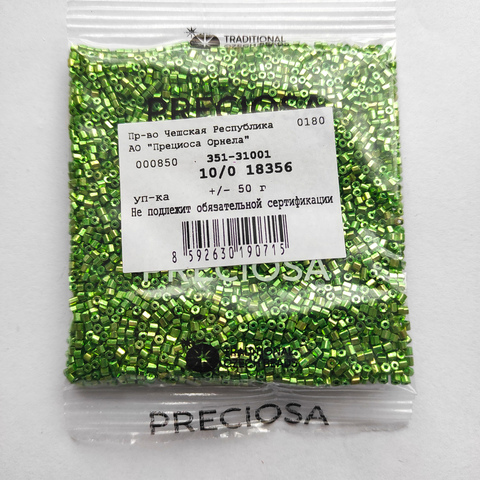 TRADITIONAL
PRECIOSA
Пр-во Чешская Республика 0180
АО "Прециоса Орнела"
000850 351-31001
10/0 18356
уп-ка +/- 50 г
Не подлежит обязательной сертификации
8 592630 190715
PRECIOSA
PRECIOSA